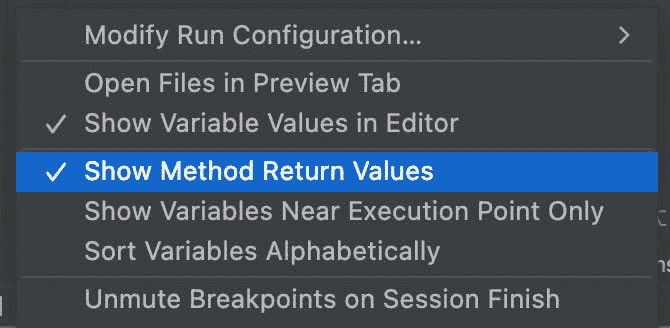 Modify Run Configuration...
Open Files in Preview Tab
Show Variable Values in Editor
Show Method Return Values
Show Variables Near Execution Point Only
Sort Variables Alphabetically
Unmute Breakpoints on Session Finish